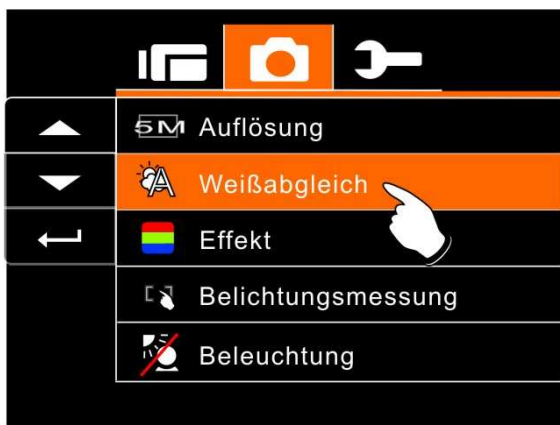 5M Auflösung
Weißabgleich
Effekt
Belichtungsmessung
Beleuchtung